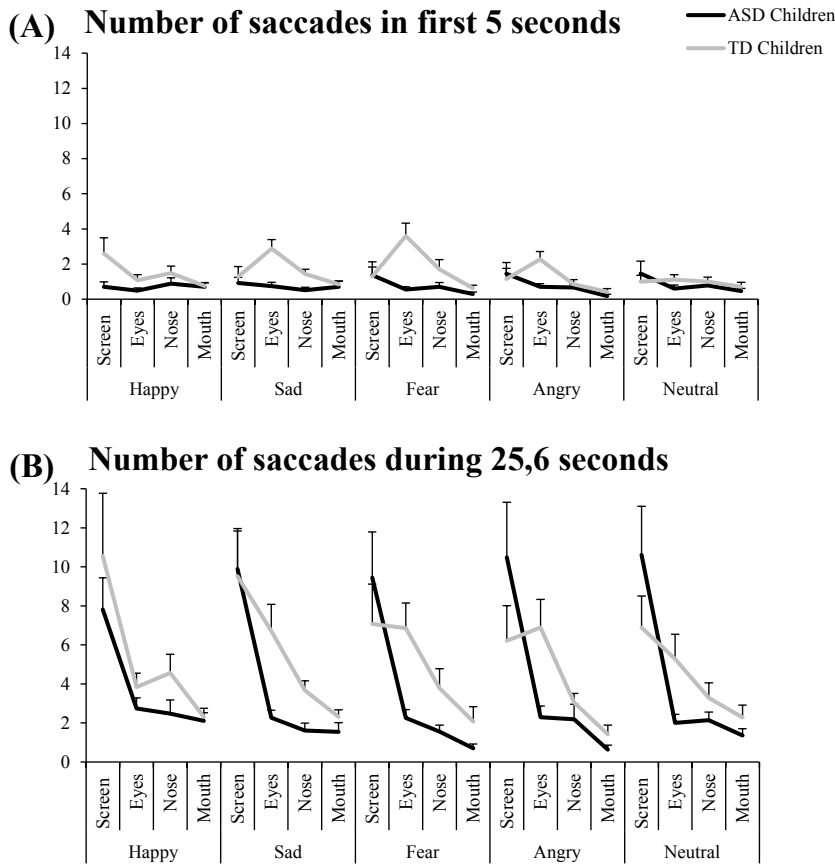 (A) Number of saccades in first 5 seconds
ASD Children
TD Children
14
12
10
8
6
4
2
0
Screen Eyes Nose Mouth Screen Eyes Nose Mouth Screen Eyes Nose Mouth Screen Eyes Nose Mouth Screen Eyes Nose Mouth
Happy Sad Fear Angry Neutral
(B) Number of saccades during 25,6 seconds
14
12
10
8
6
4
2
0
Screen Eyes Nose Mouth Screen Eyes Nose Mouth Screen Eyes Nose Mouth Screen Eyes Nose Mouth Screen Eyes Nose Mouth
Happy Sad Fear Angry Neutral